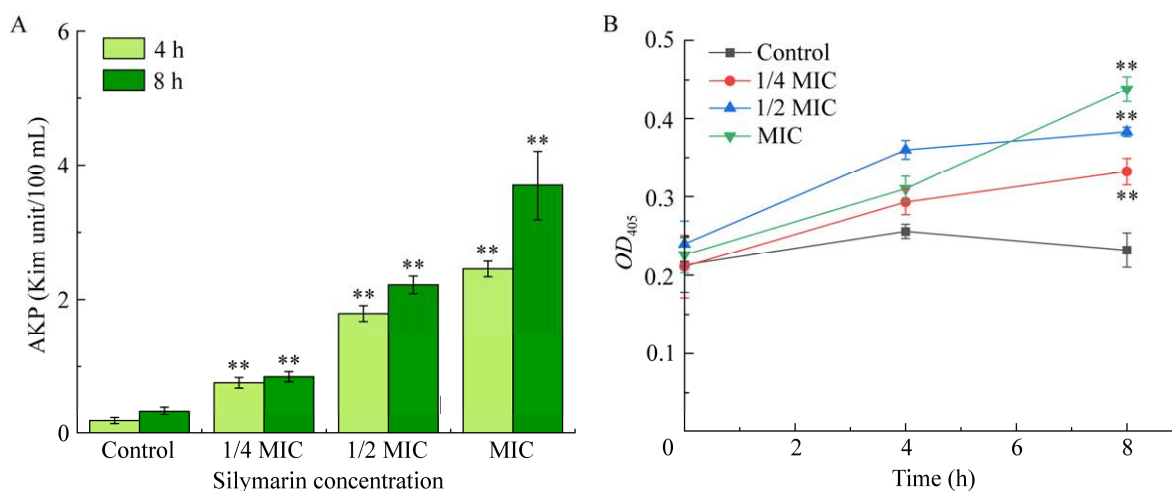 A
6
4 h
8 h
4
2
0
AKP (Kim unit/100 mL)
**
**
**
**
**
**
Control
1/4 MIC
1/2 MIC
MIC
Silymarin concentration
B
0.5
0.4
0.3
0.2
0.1
OD405
Control
1/4 MIC
1/2 MIC
MIC
**
**
**
0
2
4
6
8
Time (h)